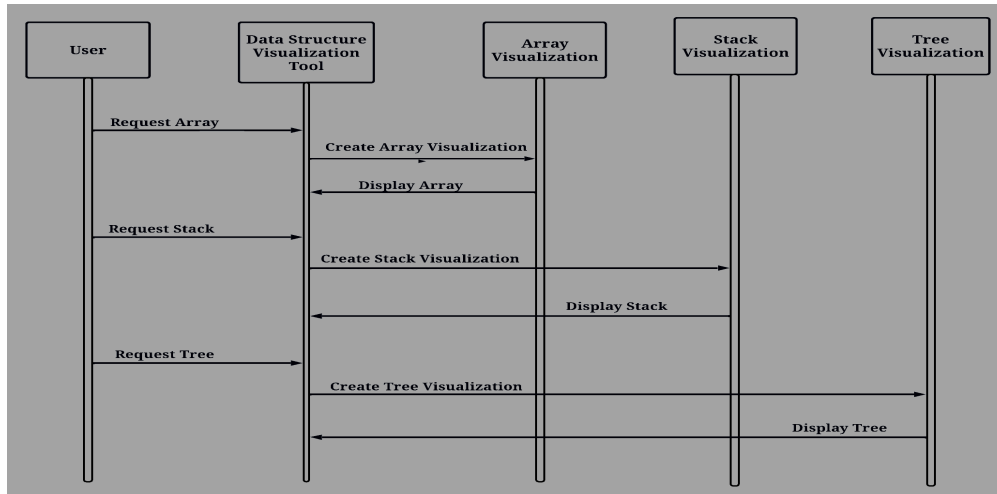 User
Data Structure
Visualization
Tool
Array
Visualization
Stack
Visualization
Tree
Visualization
Request Array
Create Array Visualization
Display Array
Request Stack
Create Stack Visualization
Display Stack
Request Tree
Create Tree Visualization
Display Tree